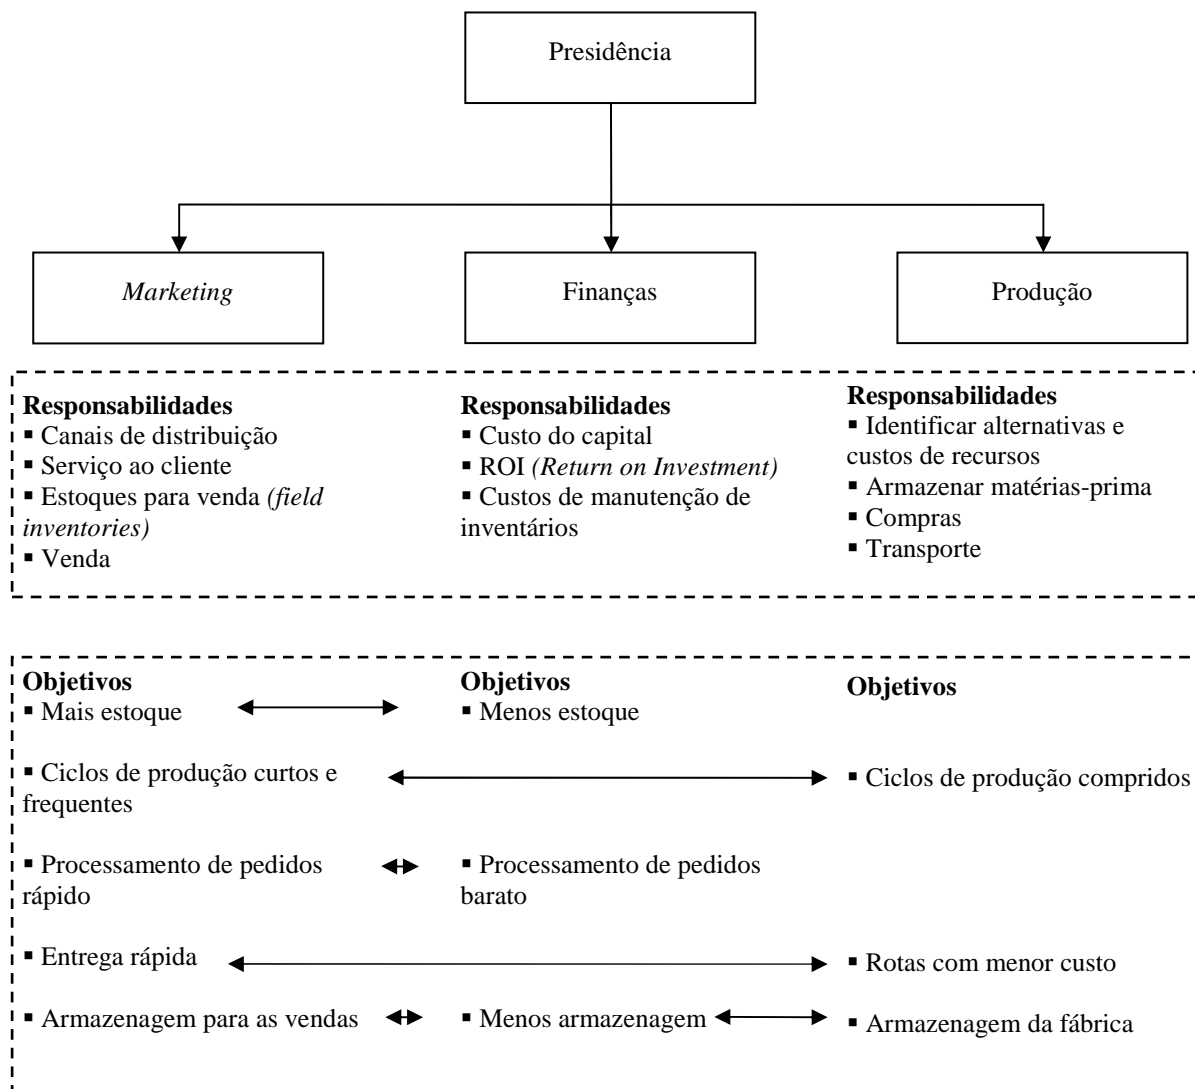 Presidência
Marketing
Finanças
Produção
Responsabilidades
▪ Canais de distribuição
▪ Serviço ao cliente
▪ Estoques para venda (field
inventories)
▪ Venda
Responsabilidades
▪ Custo do capital
▪ ROI (Return on Investment)
▪ Custos de manutenção de
inventários
Responsabilidades
▪ Identificar alternativas e
custos de recursos
▪ Armazenar matérias-prima
▪ Compras
▪ Transporte
Objetivos
▪ Mais estoque
▪ Ciclos de produção curtos e
frequentes
▪ Processamento de pedidos
rápido
▪ Entrega rápida
▪ Armazenagem para as vendas
Objetivos
▪ Menos estoque
▪ Processamento de pedidos
barato
▪ Menos armazenagem
Objetivos
▪ Ciclos de produção compridos
▪ Rotas com menor custo
▪ Armazenagem da fábrica